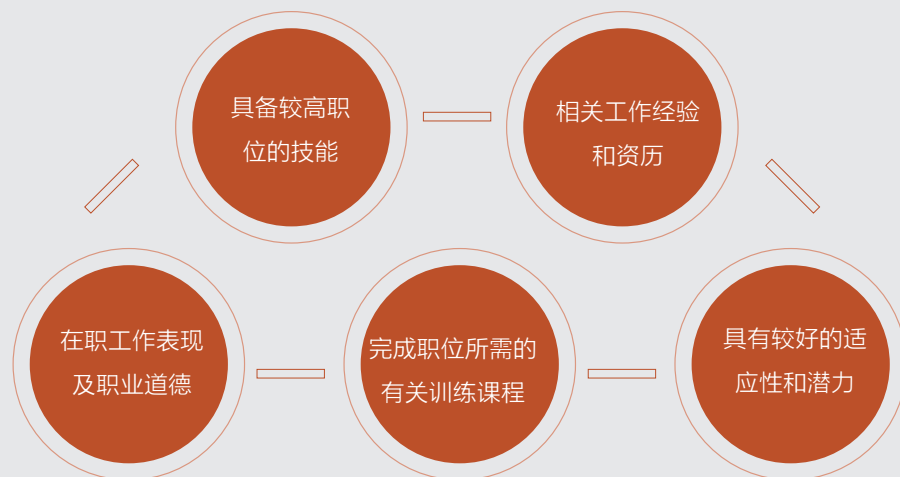 具备较高职
位的技能
相关工作经验
和资历
在职工作表现
及职业道德
完成职位所需的
有关训练课程
具有较好的适
应性和潜力